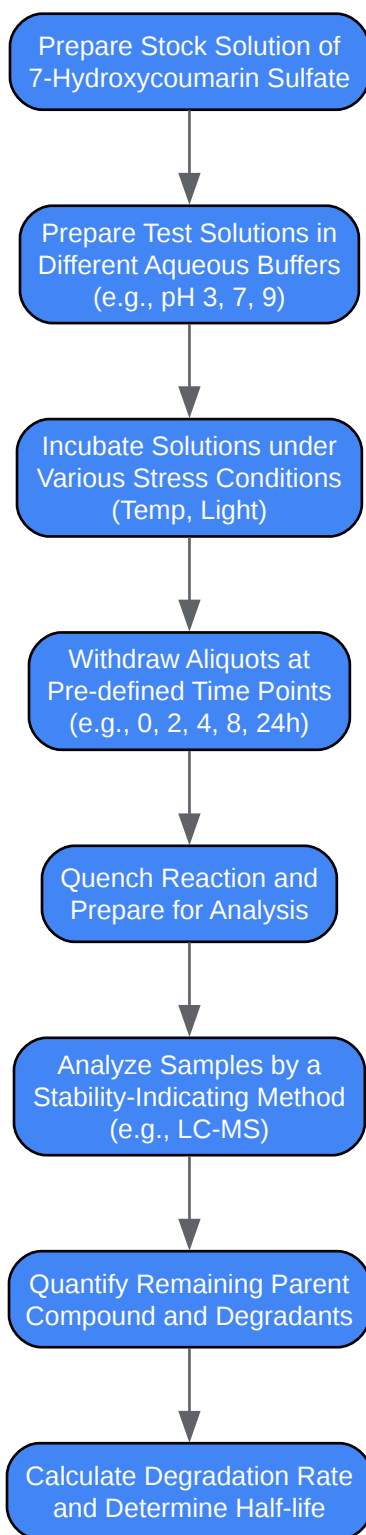 Prepare Stock Solution of
7-Hydroxycoumarin Sulfate
Prepare Test Solutions in
Different Aqueous Buffers
(e.g., pH 3, 7, 9)
Incubate Solutions under
Various Stress Conditions
(Temp, Light)
Withdraw Aliquots at
Pre-defined Time Points
(e.g., 0, 2, 4, 8, 24h)
Quench Reaction and
Prepare for Analysis
Analyze Samples by a
Stability-Indicating Method
(e.g., LC-MS)
Quantify Remaining Parent
Compound and Degradants
Calculate Degradation Rate
and Determine Half-life